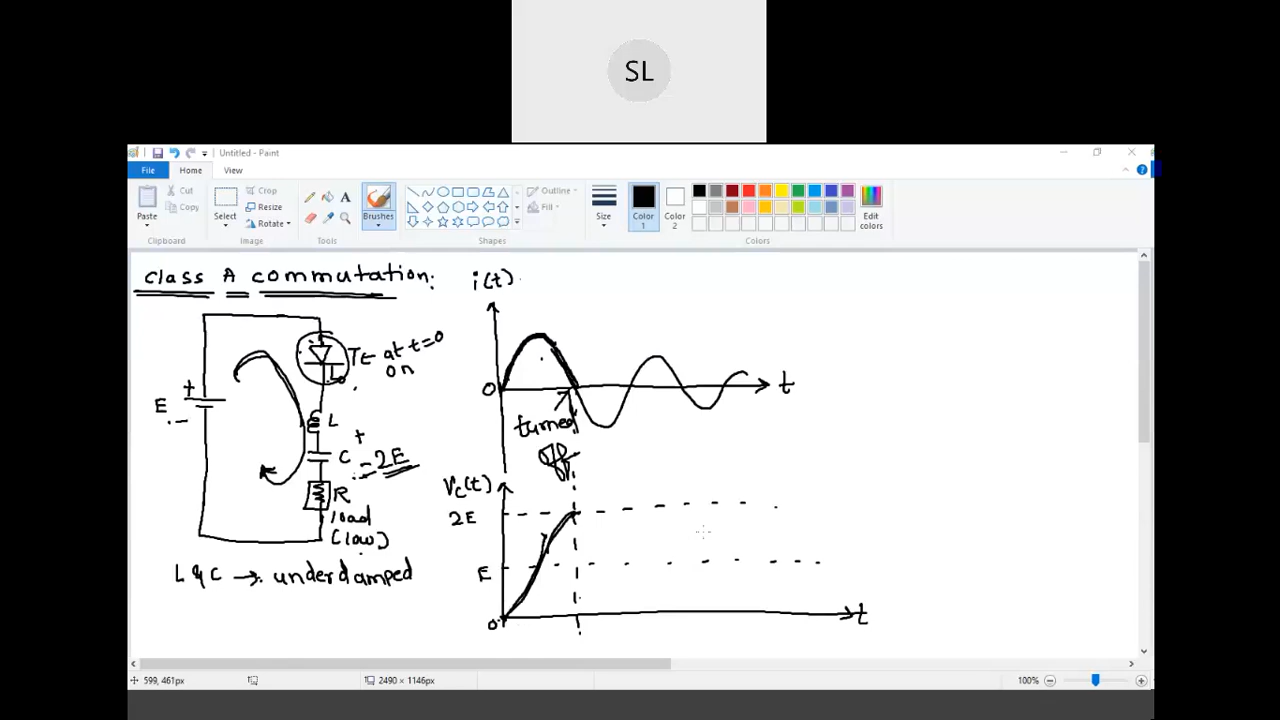 SL
Untitled - Paint
File Home View
Paste
Cut
Copy
Clipboard
Select
Crop
Resize
Rotate
Image
A
Tools
Brushes
Shapes
Outline
Fill
Size
Color 1
Color 2
Edit colors
Colors
Class A commutation:
i(t)
T ← at t=0
on
+
E
-
L
+
C
- 2E
R
load
(low)
L & C → underdamped
0
t
turned
off
Vc(t)
2E
E
0
t
599, 461px
2490 × 1146px
100%